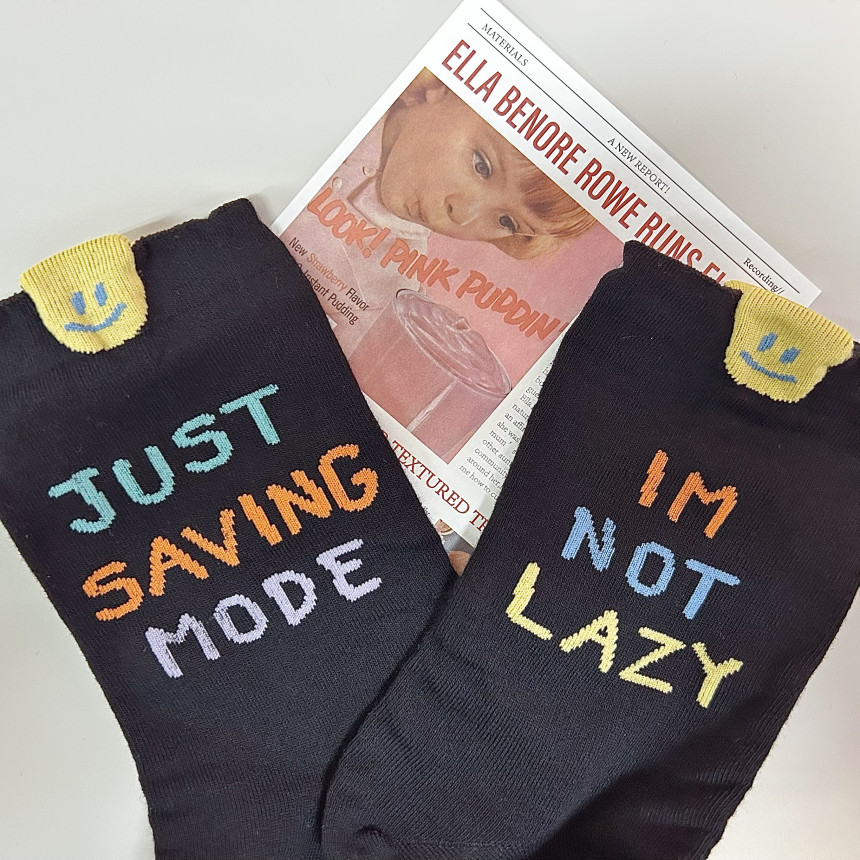 MATERIALS
ELLA BENORE ROWE RUNS
A NEW REPORT!
Recording//
LOOK! PINK PUDDIN'
New Strawberry Flavor
Instant Pudding
TEXTURED
JUST
SAVING
MODE
IM
NOT
LAZY